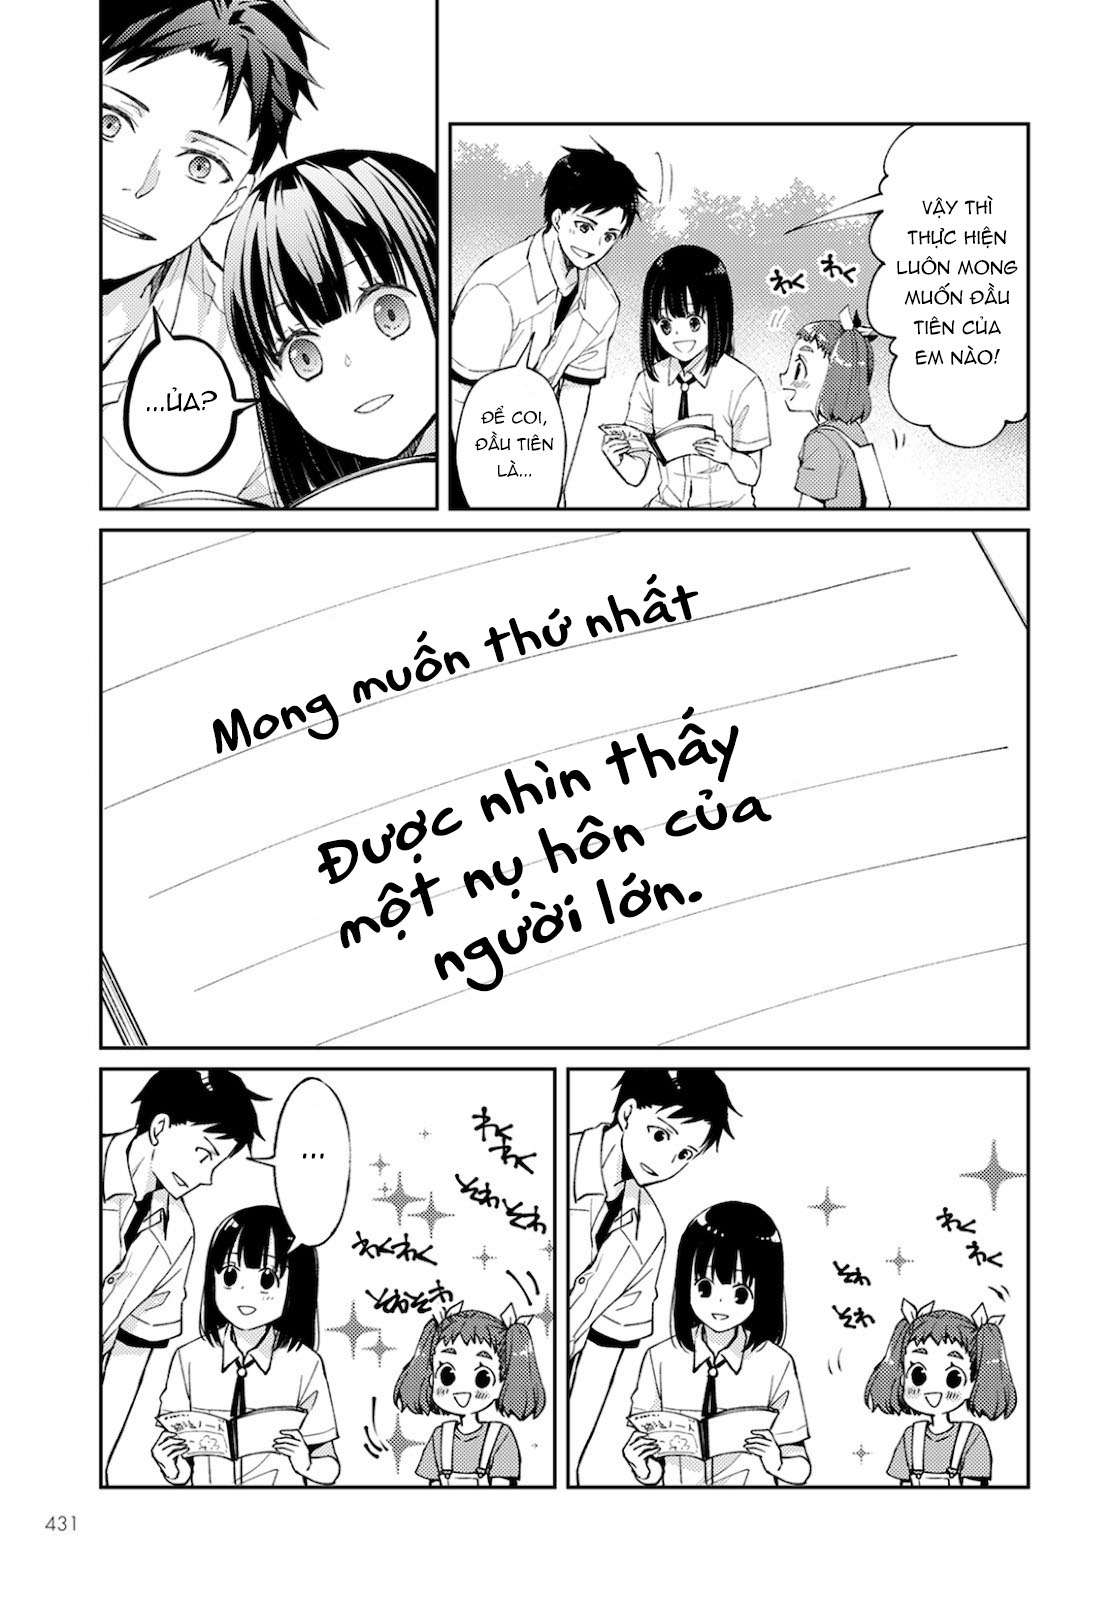 VẬY THÌ
THỰC HIỆN
LUÔN MONG
MUỐN ĐẦU
TIÊN CỦA
EM NÀO!
わく
わく
ĐỂ COI,
ĐẦU TIÊN
LÀ...
...ỦA?
Mong muốn thứ nhất
Được nhìn thấy
một nụ hôn của
người lớn.
わく
わく
そわ
そわ
...
わく
わく
そわそわ
わくわく
そわそわ
431